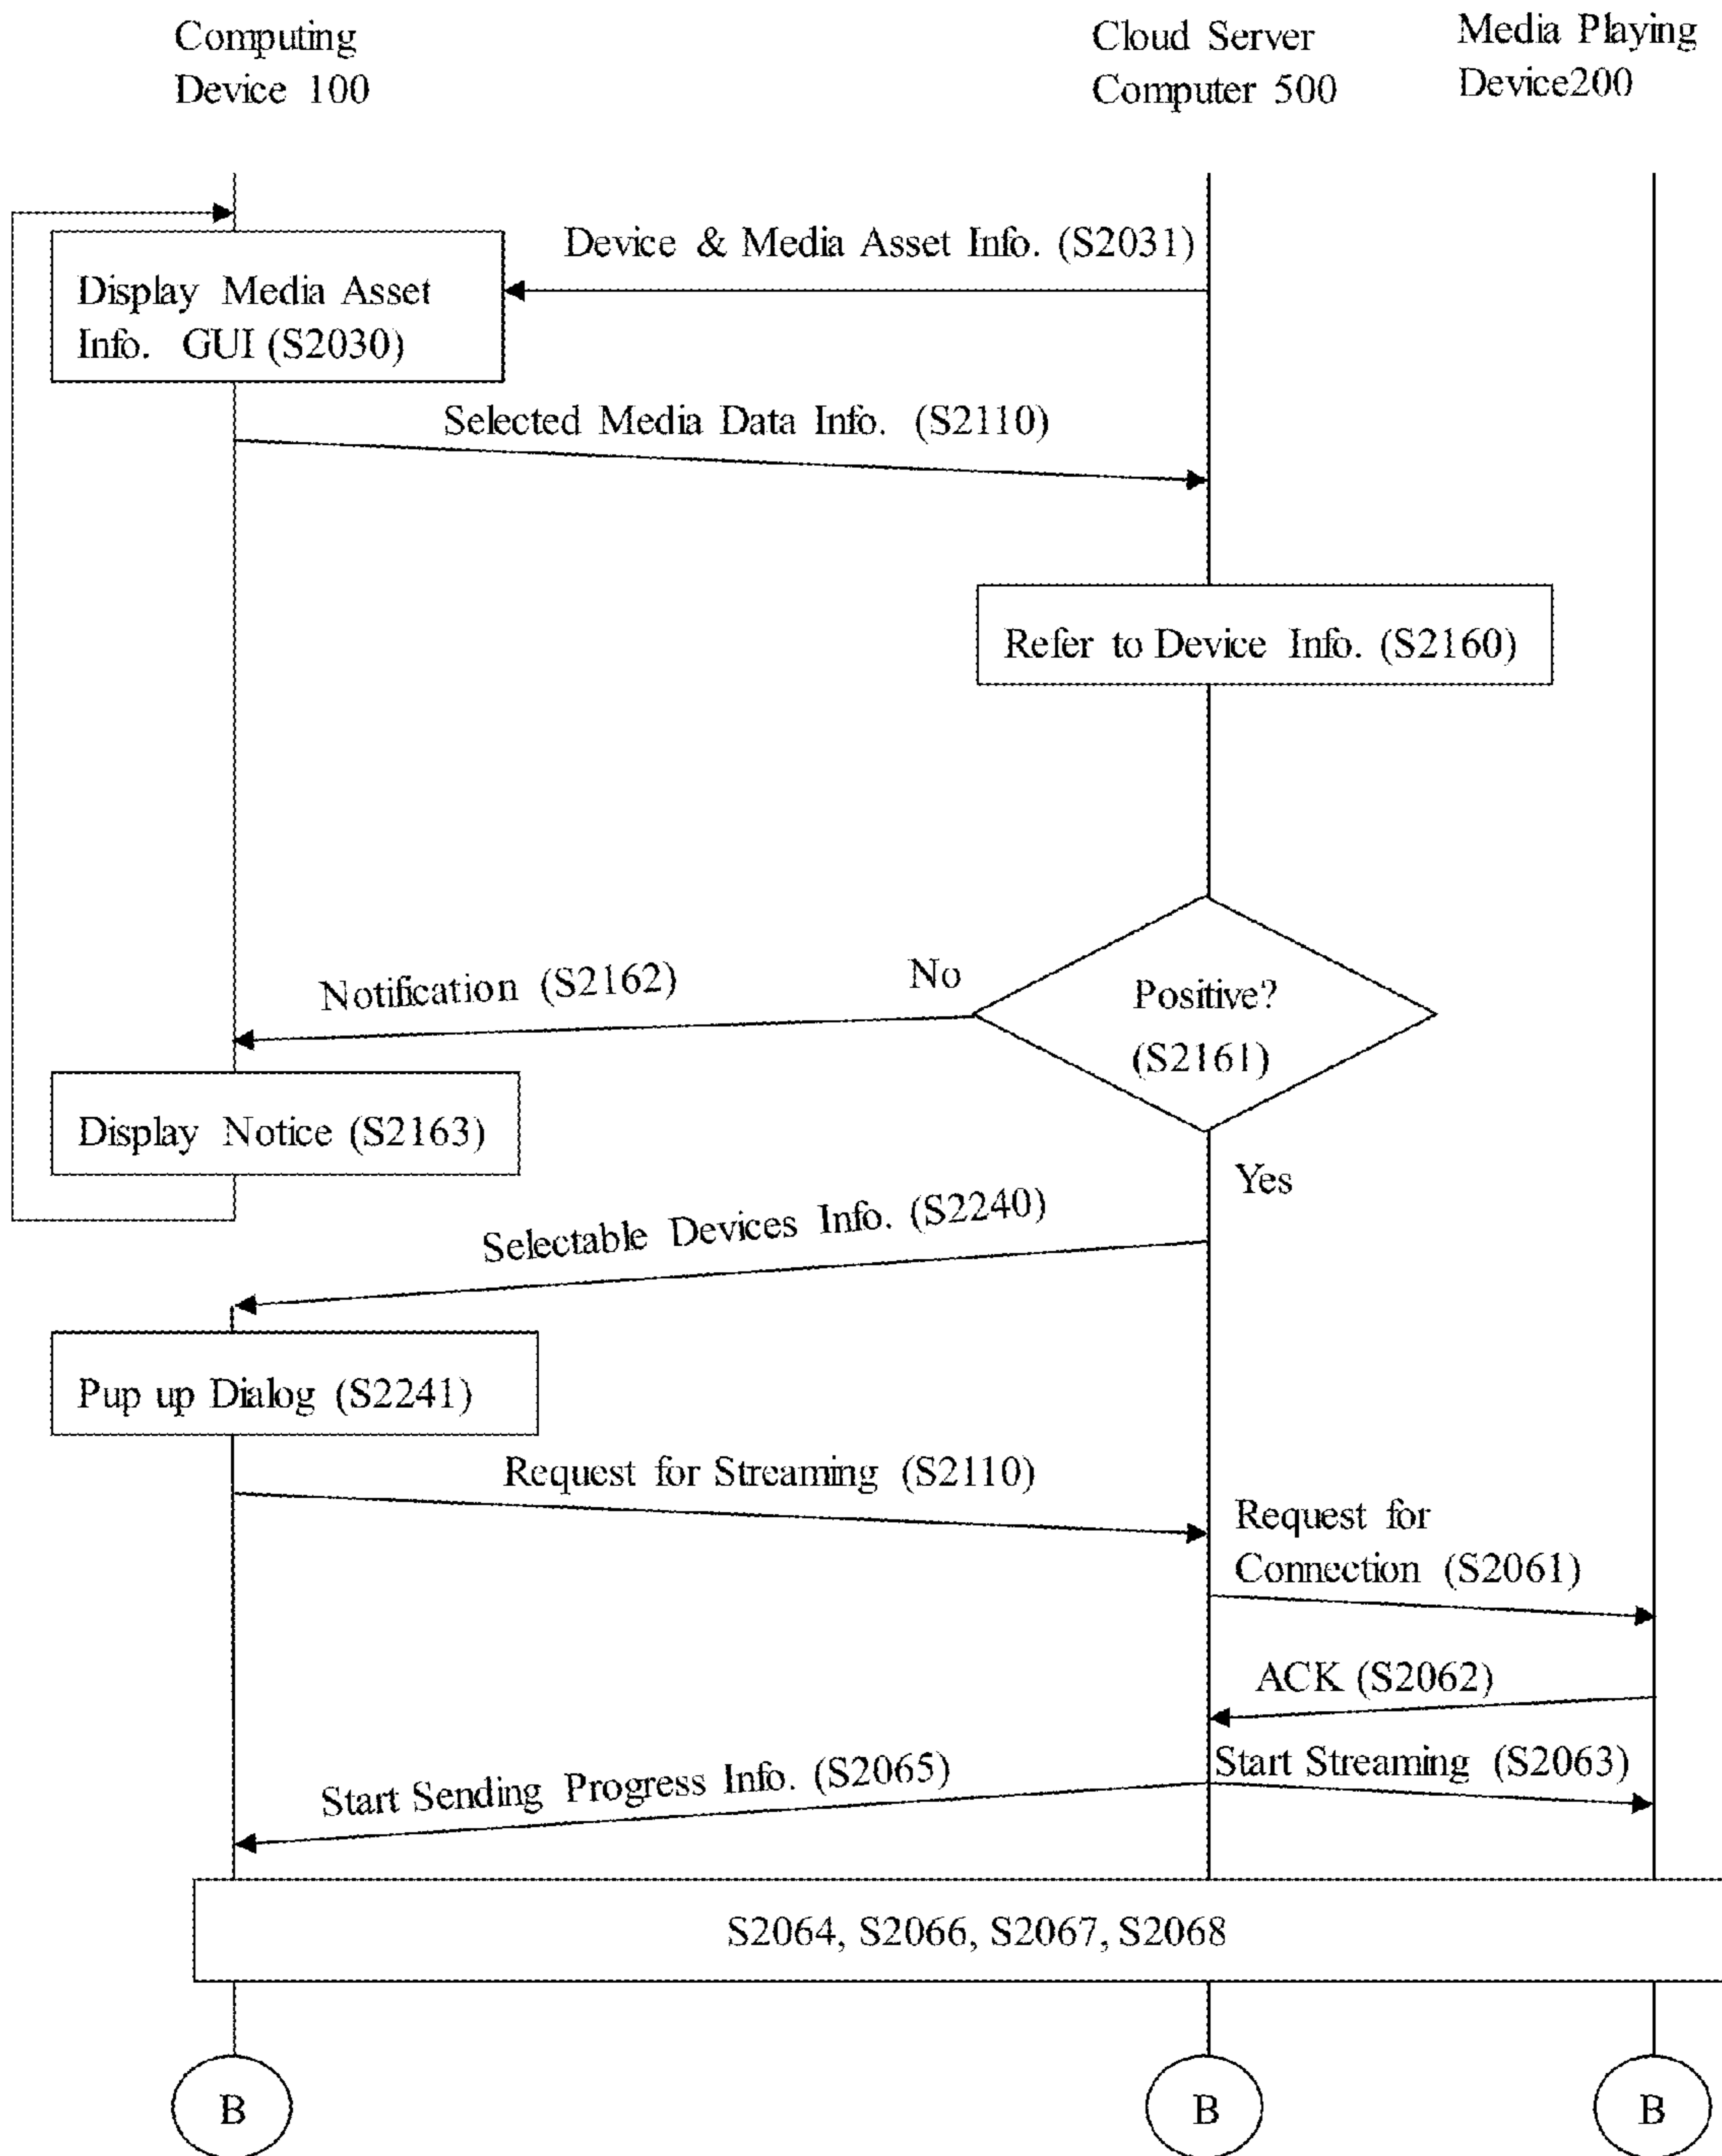 Computing
Device 100
Cloud Server
Computer 500
Media Playing
Device200
Device & Media Asset Info. (S2031)
Display Media Asset
Info. GUI (S2030)
Selected Media Data Info. (S2110)
Refer to Device Info. (S2160)
Notification (S2162)
No
Positive?
(S2161)
Display Notice (S2163)
Yes
Selectable Devices Info. (S2240)
Pup up Dialog (S2241)
Request for Streaming (S2110)
Request for
Connection (S2061)
ACK (S2062)
Start Streaming (S2063)
Start Sending Progress Info. (S2065)
S2064, S2066, S2067, S2068
B
B
B